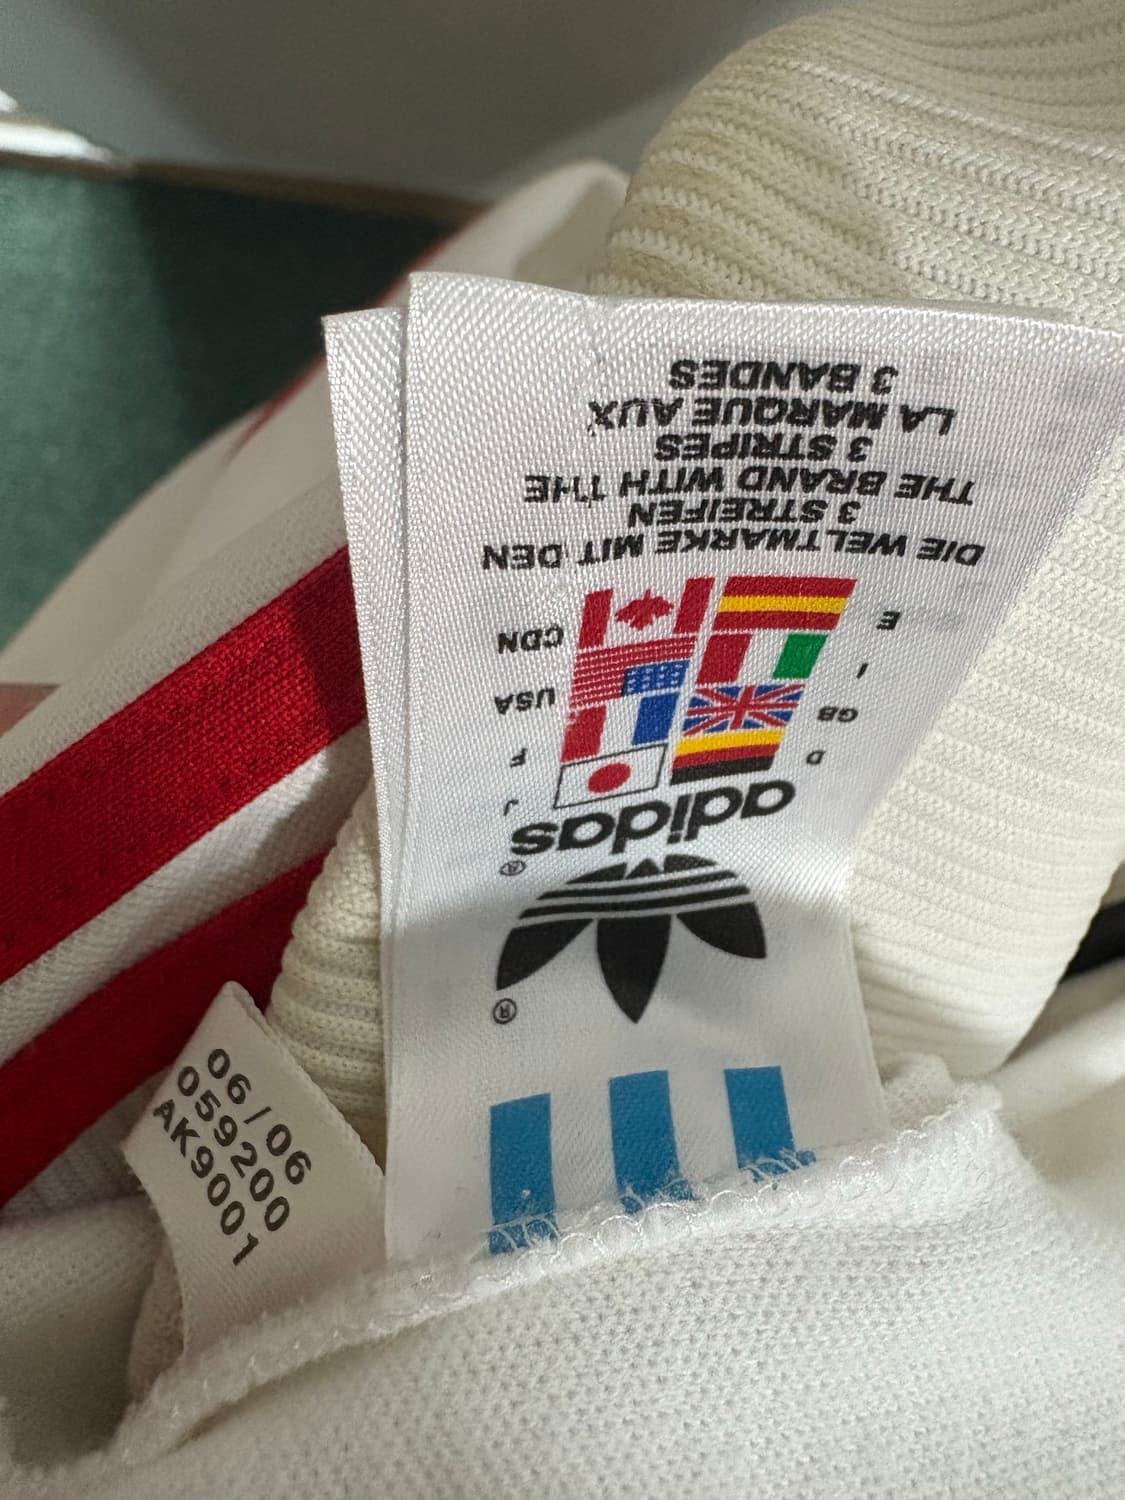 ®
adidas®
D
J
GB
F
I
USA
E
CDN
DIE WELTMARKE MIT DEN
3 STREIFEN
THE BRAND WITH THE
3 STRIPES
LA MARQUE AUX
3 BANDES
06/06
059200
AK9001